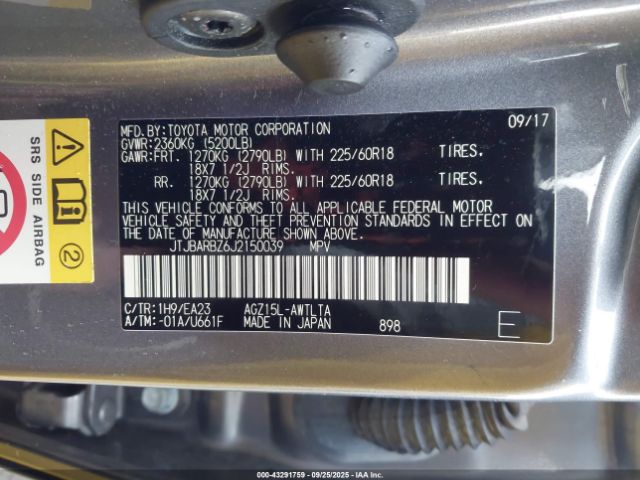 MFD. BY: TOYOTA MOTOR CORPORATION 09/17
GVWR: 2360KG (5200LB)
GAWR: FRT. 1270KG (2790LB) WITH 225/60R18 TIRES.
18X7 1/2J RIMS.
RR. 1270KG (2790LB) WITH 225/60R18 TIRES.
18X7 1/2J RIMS.
THIS VEHICLE CONFORMS TO ALL APPLICABLE FEDERAL MOTOR
VEHICLE SAFETY AND THEFT PREVENTION STANDARDS IN EFFECT ON
THE DATE OF MANUFACTURE SHOWN ABOVE.
JTJBARBZ6J2150039 MPV
C/TR: 1H9/EA23 AGZ15L-AWTLTA
A/TM: -01A/U661F MADE IN JAPAN 898 E
SRS SIDE AIRBAG
2
000-43291759 - 09/25/2025 - IAAI.COM